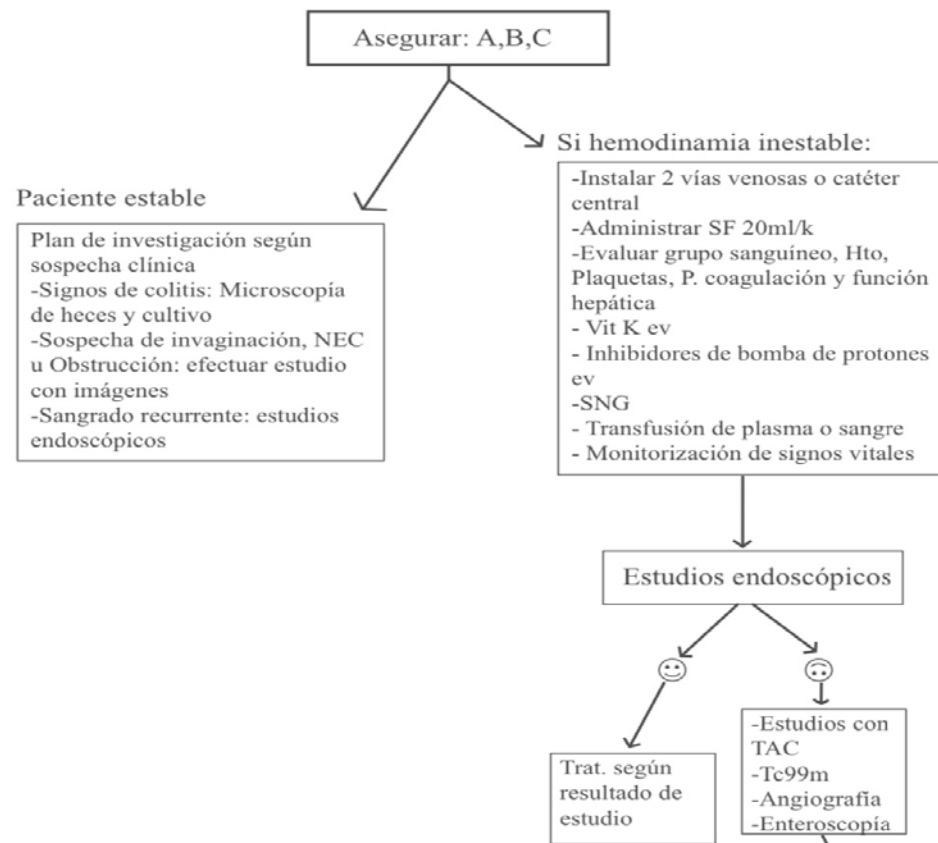 Asegurar: A,B,C
Paciente estable
Plan de investigación según
sospecha clínica
-Signos de colitis: Microscopía
de heces y cultivo
-Sospecha de invaginación, NEC
u Obstrucción: efectuar estudio
con imágenes
-Sangrado recurrente: estudios
endoscópicos
Si hemodinamia inestable:
-Instalar 2 vías venosas o catéter
central
-Administrar SF 20ml/k
-Evaluar grupo sanguíneo, Hto,
Plaquetas, P. coagulación y función
hepática
- Vit K ev
- Inhibidores de bomba de protones
ev
-SNG
- Transfusión de plasma o sangre
- Monitorización de signos vitales
Estudios endoscópicos
Trat. según
resultado de
estudio
-Estudios con
TAC
-Tc99m
-Angiografía
-Enteroscopía